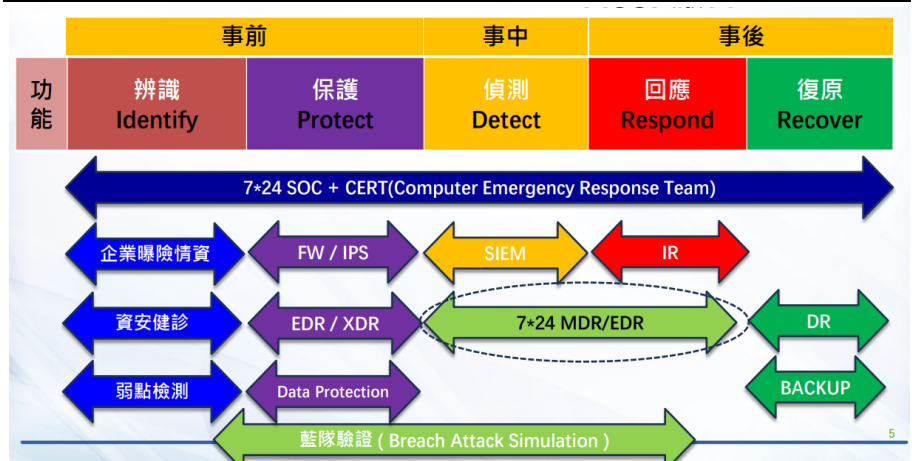 事前 事中 事後
功能 辨識 保護 偵測 回應 復原
Identify Protect Detect Respond Recover
7*24 SOC + CERT(Computer Emergency Response Team)
企業曝險情資 FW / IPS SIEM IR
資安健診 EDR / XDR 7*24 MDR/EDR DR
弱點檢測 Data Protection BACKUP
藍隊驗證 ( Breach Attack Simulation )
5